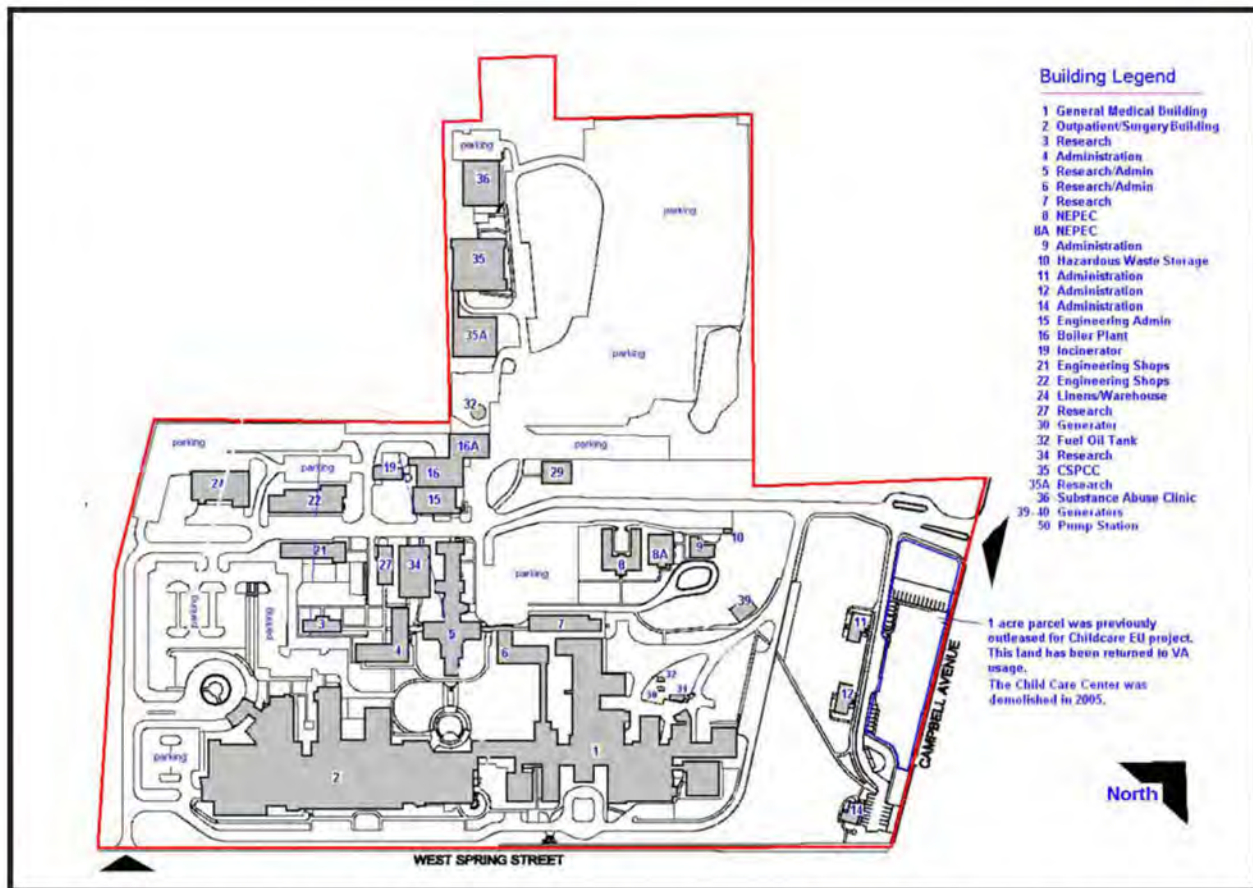 Building Legend
1 General Medical Building
2 Outpatient/Surgery Building
3 Research
4 Administration
5 Research/Admin
6 Research/Admin
7 Research
8 NEPEC
8A NEPEC
9 Administration
10 Hazardous Waste Storage
11 Administration
12 Administration
14 Administration
15 Engineering Admin
16 Boiler Plant
19 Incinerator
21 Engineering Shops
22 Engineering Shops
24 Linens/Warehouse
27 Research
30 Generator
32 Fuel Oil Tank
34 Research
35 CSPCC
35A Research
36 Substance Abuse Clinic
39-40 Generators
50 Pump Station
parking
36
parking
35
35A
parking
32
parking
16A
parking
19
16
parking
29
24
22
15
10
21
27
34
8
8A
9
parking
parking
parking
39
3
4
5
6
7
11
32
30
31
12
parking
1
2
14
1 acre parcel was previously
outleased for Childcare EU project.
This land has been returned to VA
usage.
The Child Care Center was
demolished in 2005.
CAMPBELL AVENUE
North
WEST SPRING STREET